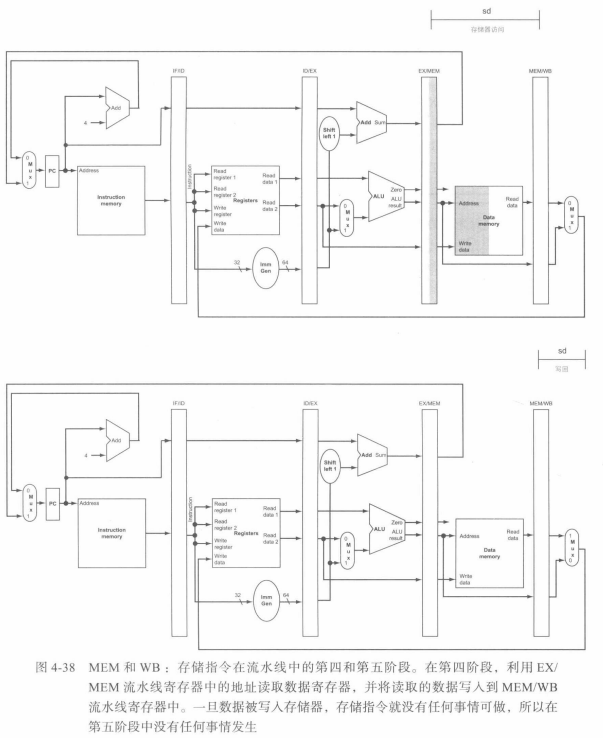 sd
存储器访问
IF/ID
ID/EX
EX/MEM
MEM/WB
Add
4
Add Sum
Shift
left 1
0
M
u
x
1
PC
Address
Instruction
memory
Instruction
Read
register 1
Read
register 2
Write
register
Write
data
Registers
Read
data 1
Read
data 2
0
M
u
x
1
Zero
ALU
ALU
result
Address
Data
memory
Read
data
Write
data
0
M
u
x
1
32
Imm
Gen
64
sd
写回
IF/ID
ID/EX
EX/MEM
MEM/WB
Add
4
Add Sum
Shift
left 1
0
M
u
x
1
PC
Address
Instruction
memory
Instruction
Read
register 1
Read
register 2
Write
register
Write
data
Registers
Read
data 1
Read
data 2
0
M
u
x
1
Zero
ALU
ALU
result
Address
Data
memory
Read
data
Write
data
1
M
u
x
0
32
Imm
Gen
64
图 4-38 MEM 和 WB：存储指令在流水线中的第四和第五阶段。在第四阶段，利用 EX/
MEM 流水线寄存器中的地址读取数据寄存器，并将读取的数据写入到 MEM/WB
流水线寄存器中。一旦数据被写入存储器，存储指令就没有任何事情可做，所以在
第五阶段中没有任何事情发生